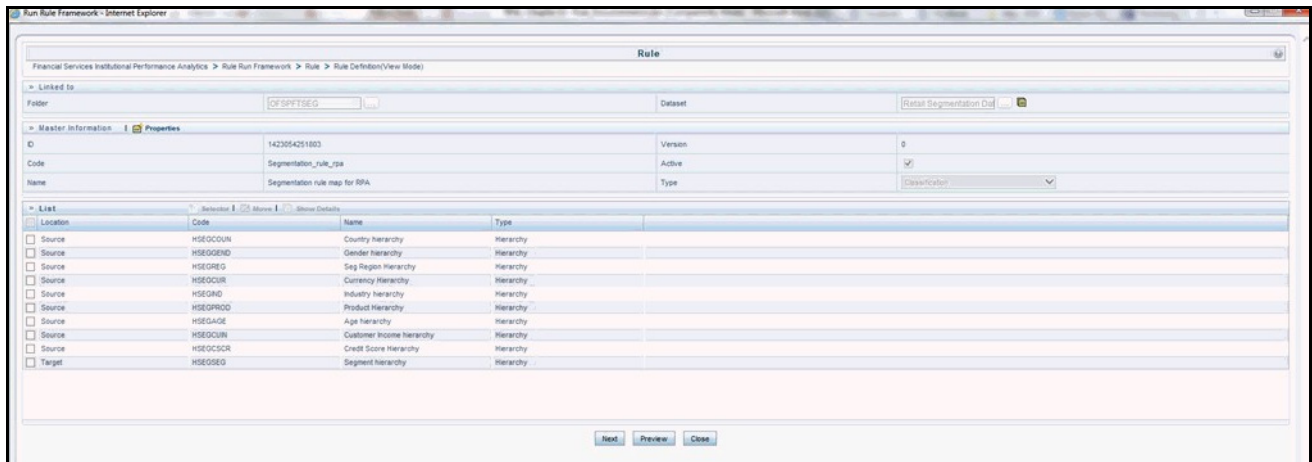 Run Rule Framework - Internet Explorer
Rule
Financial Services Institutional Performance Analytics > Rule Run Framework > Rule > Rule Definition(View Mode)
» Linked to
Folder OFSPFTSEG ... Dataset Retail Segmentation Dat ...
» Master Information | Properties
ID 1423054251803 Version 0
Code Segmentation_rule_rpa Active
Name Segmentation rule map for RPA Type Classification
» List Selector | Move | Show Details
Location Code Name Type
Source HSEGCOUN Country hierarchy Hierarchy
Source HSEGGEND Gender hierarchy Hierarchy
Source HSEGREG Seg Region Hierarchy Hierarchy
Source HSEGCUR Currency Hierarchy Hierarchy
Source HSEGIND Industry hierarchy Hierarchy
Source HSEGPROD Product Hierarchy Hierarchy
Source HSEGAGE Age hierarchy Hierarchy
Source HSEGCUIN Customer Income hierarchy Hierarchy
Source HSEGCSCR Credit Score Hierarchy Hierarchy
Target HSEGSEG Segment hierarchy Hierarchy
Next Preview Close